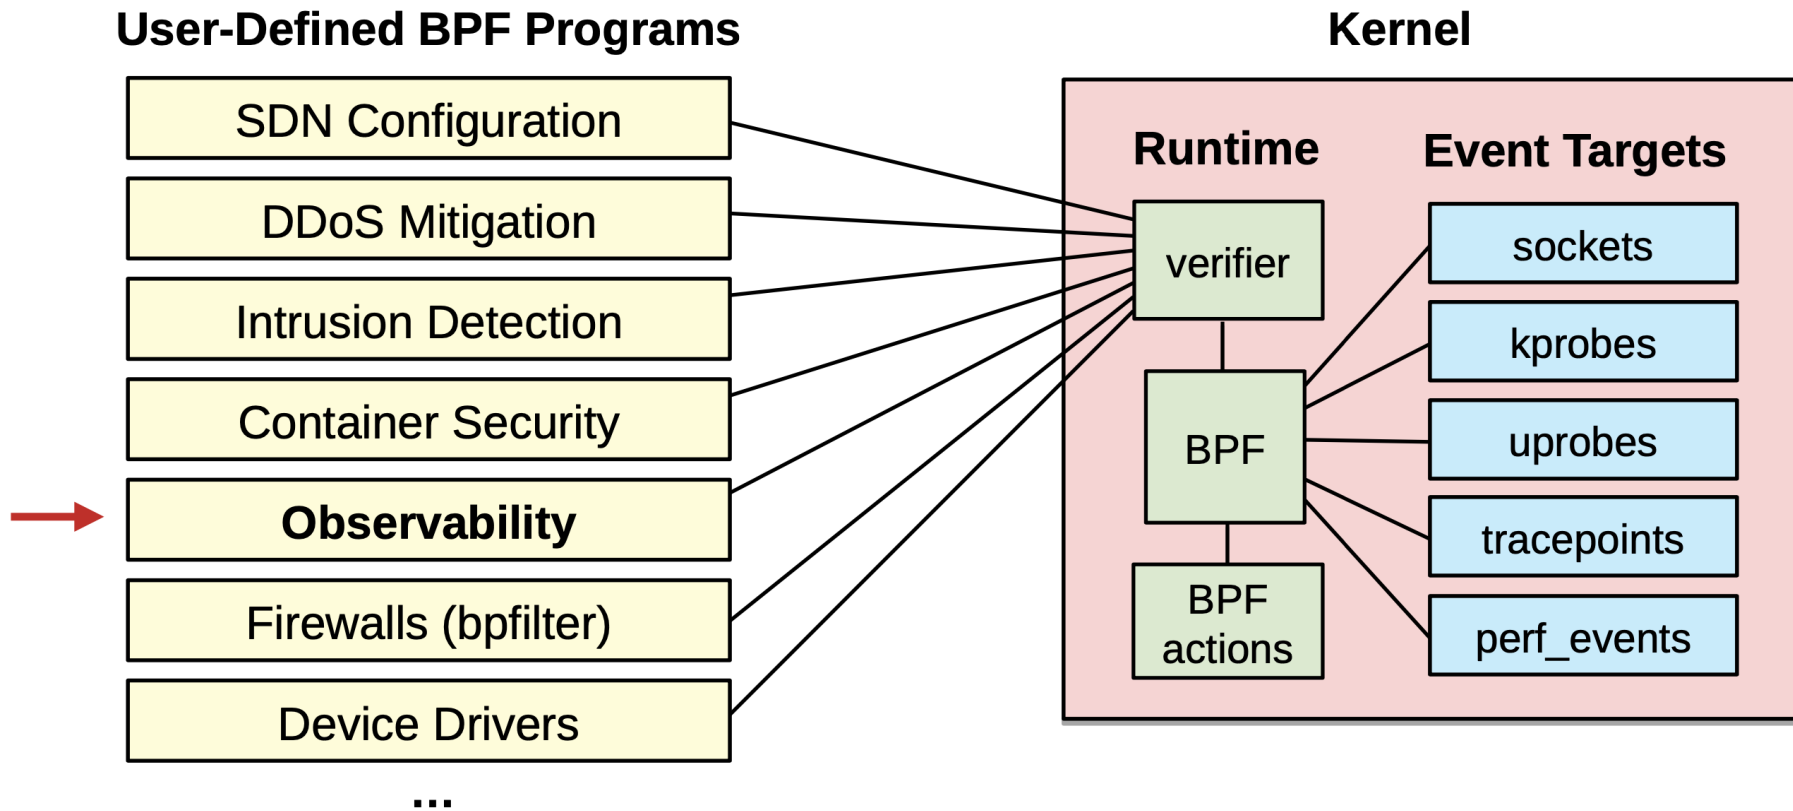 User-Defined BPF Programs
SDN Configuration
DDoS Mitigation
Intrusion Detection
Container Security
Observability
Firewalls (bpfilter)
Device Drivers
...
Kernel
Runtime
verifier
BPF
BPF
actions
Event Targets
sockets
kprobes
uprobes
tracepoints
perf_events